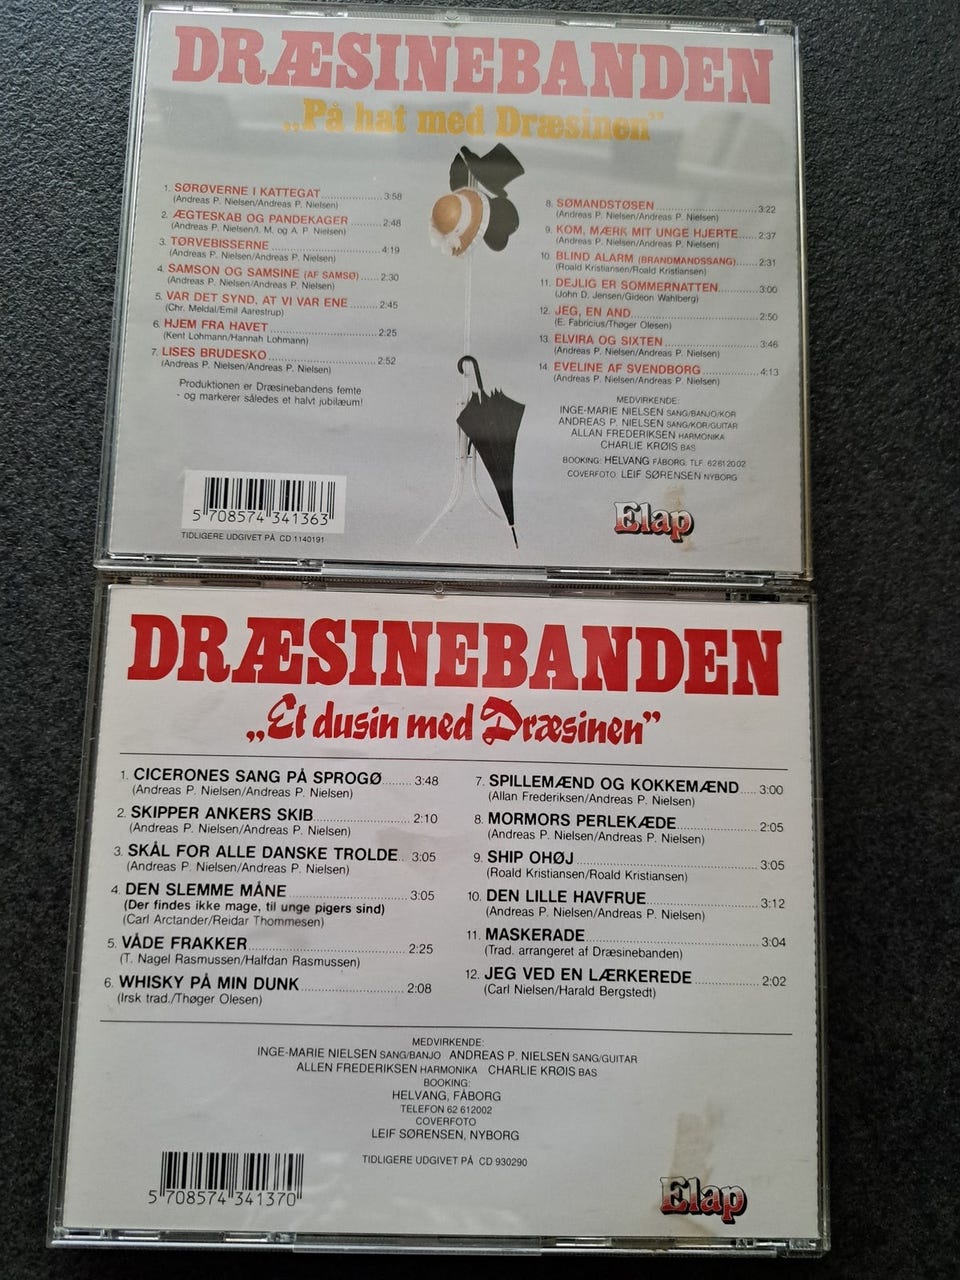 DRÆSINEBANDEN
„På hat med Dræsinen”
1. SØRØVERNE I KATTEGAT 3:58
(Andreas P. Nielsen/Andreas P. Nielsen)
2. ÆGTESKAB OG PANDEKAGER 2:48
(Andreas P. Nielsen/I. M. og A. P. Nielsen)
3. TØRVEBISSERNE 4:19
(Andreas P. Nielsen/Andreas P. Nielsen)
4. SAMSON OG SAMSINE (AF SAMSØ) 2:30
(Andreas P. Nielsen/Andreas P. Nielsen)
5. VAR DET SYND, AT VI VAR ENE 2:45
(Chr. Meldal/Emil Aarestrup)
6. HJEM FRA HAVET 2:25
(Kent Lohmann/Hannah Lohmann)
7. LISES BRUDESKO 2:52
(Andreas P. Nielsen/Andreas P. Nielsen)
Produktionen er Dræsinebandens femte
- og markerer således et halvt jubilæum!
8. SØMANDSTØSEN 3:22
(Andreas P. Nielsen/Andreas P. Nielsen)
9. KOM, MÆRK MIT UNGE HJERTE 2:37
(Andreas P. Nielsen/Andreas P. Nielsen)
10. BLIND ALARM (BRANDMANDSSANG) 2:31
(Roald Kristiansen/Roald Kristiansen)
11. DEJLIG ER SOMMERNATTEN 3:00
(John D. Jensen/Gideon Wahlberg)
12. JEG, EN AND 2:50
(E. Fabricius/Thøger Olesen)
13. ELVIRA OG SIXTEN 3:46
(Andreas P. Nielsen/Andreas P. Nielsen)
14. EVELINE AF SVENDBORG 4:13
(Andreas P. Nielsen/Andreas P. Nielsen)
MEDVIRKENDE:
INGE-MARIE NIELSEN SANG/BANJO/KOR
ANDREAS P. NIELSEN SANG/KOR/GUITAR
ALLAN FREDERIKSEN HARMONIKA
CHARLIE KRØIS BAS
BOOKING: HELVANG FÅBORG: TLF. 62612002
COVERFOTO: LEIF SØRENSEN NYBORG
5 708574 341363
TIDLIGERE UDGIVET PÅ CD 1140191
Elap
DRÆSINEBANDEN
„Et dusin med Dræsinen”
1. CICERONES SANG PÅ SPROGØ 3:48
(Andreas P. Nielsen/Andreas P. Nielsen)
2. SKIPPER ANKERS SKIB 2:10
(Andreas P. Nielsen/Andreas P. Nielsen)
3. SKÅL FOR ALLE DANSKE TROLDE 3:05
(Andreas P. Nielsen/Andreas P. Nielsen)
4. DEN SLEMME MÅNE 3:05
(Der findes ikke mage, til unge pigers sind)
(Carl Arctander/Reidar Thommesen)
5. VÅDE FRAKKER 2:25
(T. Nagel Rasmussen/Halfdan Rasmussen)
6. WHISKY PÅ MIN DUNK 2:08
(Irsk trad./Thøger Olesen)
7. SPILLEMÆND OG KOKKEMÆND 3:00
(Allan Frederiksen/Andreas P. Nielsen)
8. MORMORS PERLEKÆDE 2:05
(Andreas P. Nielsen/Andreas P. Nielsen)
9. SHIP OHØJ 3:05
(Roald Kristiansen/Roald Kristiansen)
10. DEN LILLE HAVFRUE 3:12
(Andreas P. Nielsen/Andreas P. Nielsen)
11. MASKERADE 3:04
(Trad. arrangeret af Dræsinebanden)
12. JEG VED EN LÆRKEREDE 2:02
(Carl Nielsen/Harald Bergstedt)
MEDVIRKENDE:
INGE-MARIE NIELSEN SANG/BANJO ANDREAS P. NIELSEN SANG/GUITAR
ALLEN FREDERIKSEN HARMONIKA CHARLIE KRØIS BAS
BOOKING:
HELVANG, FÅBORG
TELEFON 62 612002
COVERFOTO
LEIF SØRENSEN, NYBORG
TIDLIGERE UDGIVET PÅ CD 930290
5 708574 341370
Elap